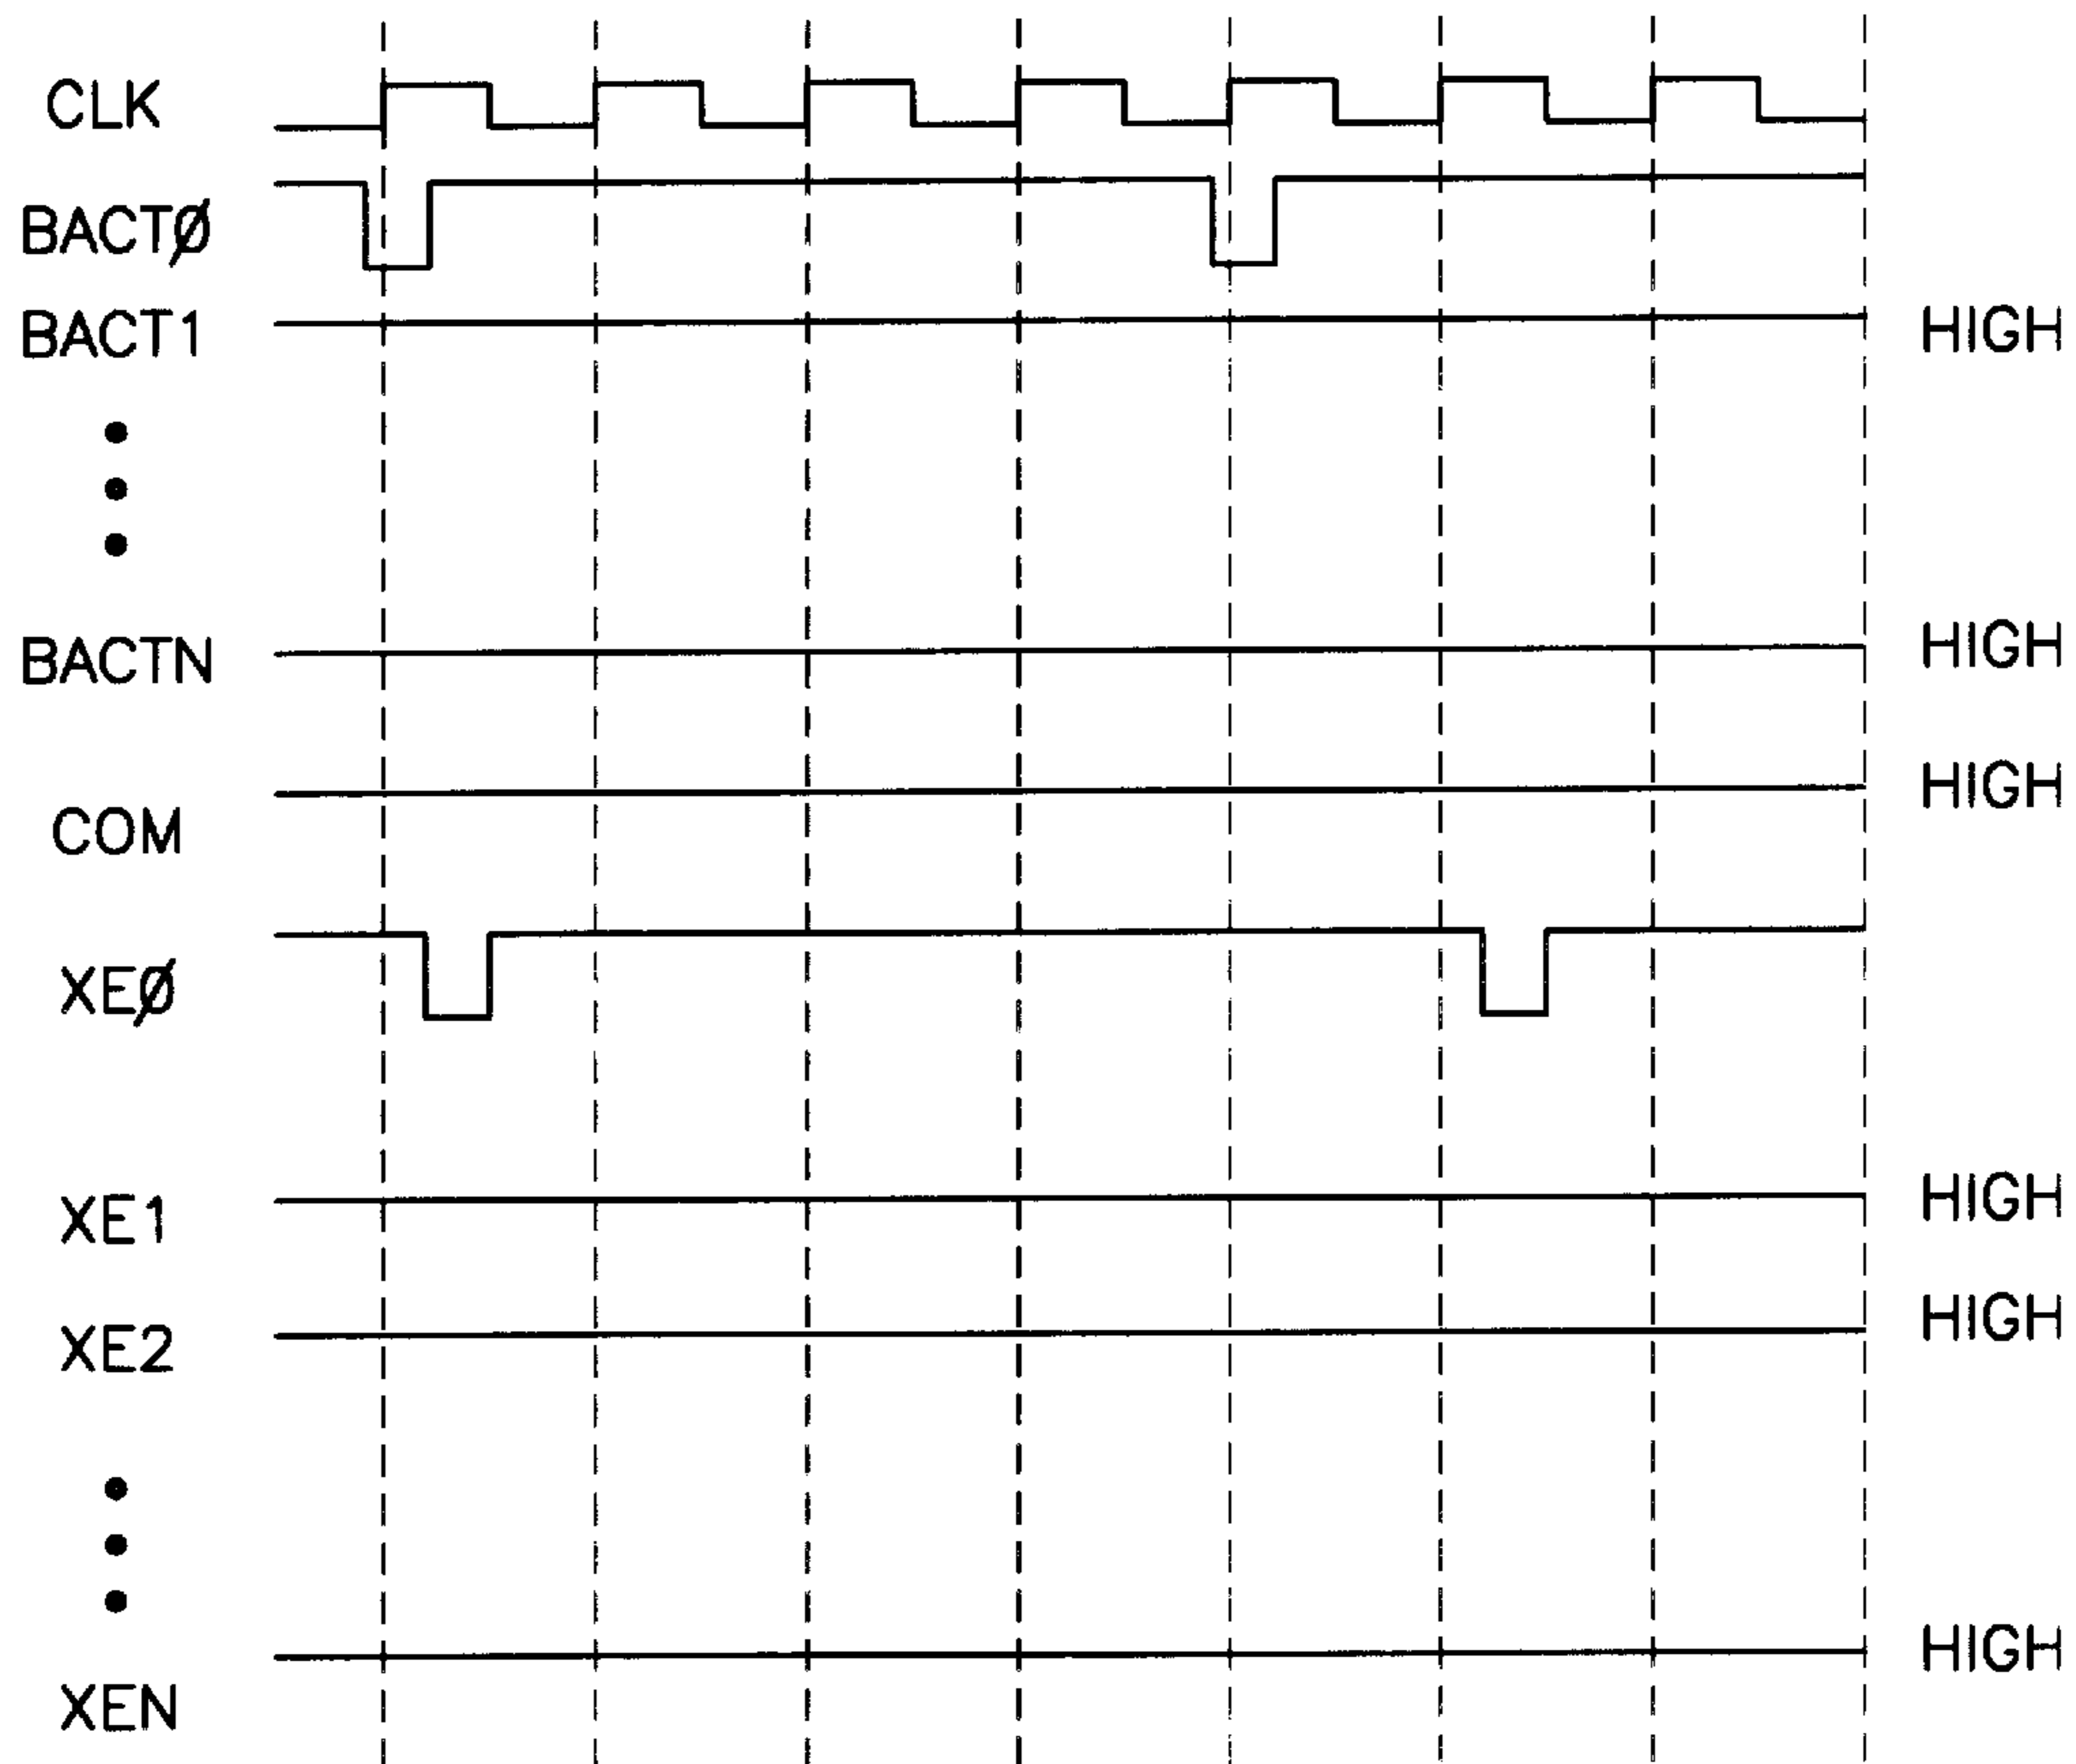 CLK
BACTØ
BACT1 HIGH
BACTN HIGH
COM HIGH
XEØ
XE1 HIGH
XE2 HIGH
XEN HIGH